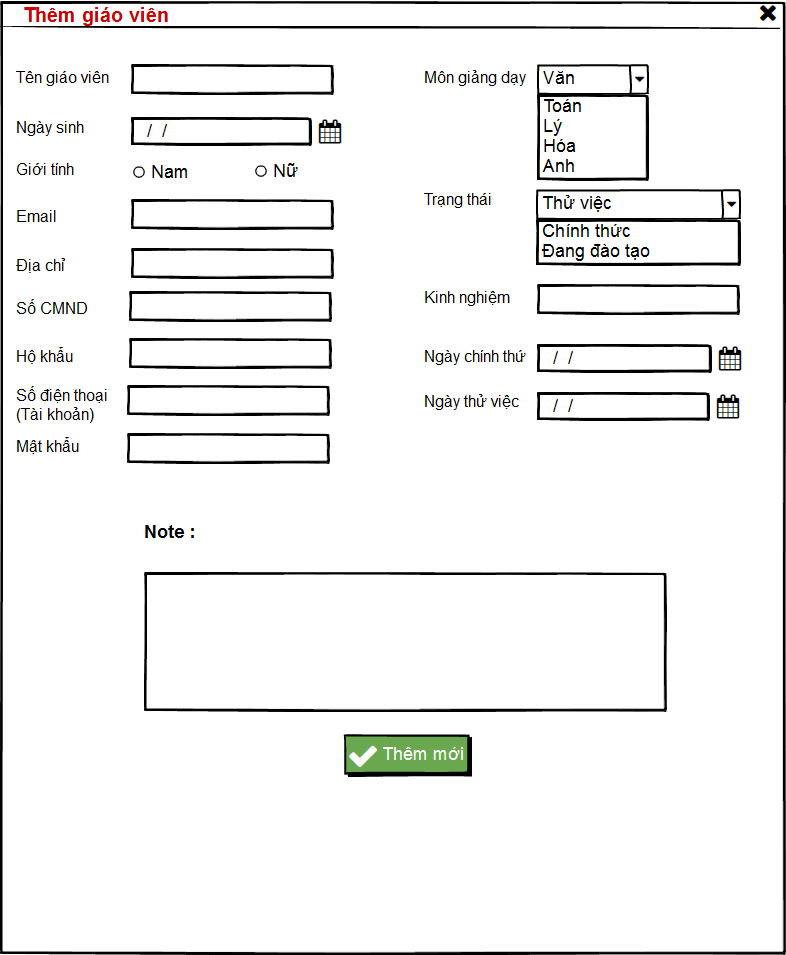 Thêm giáo viên
Tên giáo viên
Ngày sinh
/ /
Giới tính
Nam
Nữ
Email
Địa chỉ
Số CMND
Hộ khẩu
Số điện thoại
(Tài khoản)
Mật khẩu
Môn giảng dạy
Văn
Toán
Lý
Hóa
Anh
Trạng thái
Thử việc
Chính thức
Đang đào tạo
Kinh nghiệm
Ngày chính thứ
/ /
Ngày thử việc
/ /
Note :
Thêm mới